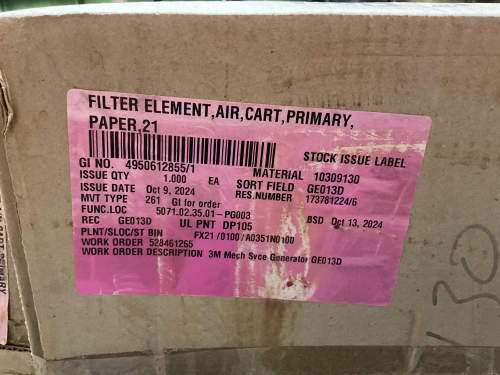 FILTER ELEMENT,AIR,CART,PRIMARY,
PAPER,21
STOCK ISSUE LABEL
GI NO. 4950612855/1
MATERIAL 10309130
ISSUE QTY 1.000 EA
SORT FIELD GE013D
ISSUE DATE Oct 9, 2024
RES.NUMBER 173781224/6
MVT TYPE 261 GI for order
FUNC.LOC 5071.02.35.01-PG003
BSD Oct 13, 2024
REC GE013D UL PNT DP105
PLNT/SLOC/ST BIN FX21/0100/A0351N0100
WORK ORDER 528461265
WORK ORDER DESCRIPTION 3M Mech Svce Generator GE013D